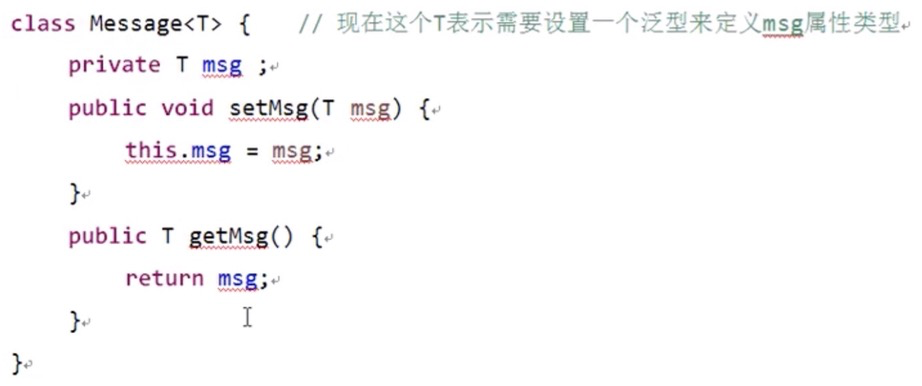 class Message<T> {   // 现在这个T表示需要设置一个泛型来定义msg属性类型
    private T msg ;
    public void setMsg(T msg) {
        this.msg = msg;
    }
    public T getMsg() {
        return msg;
    }
}